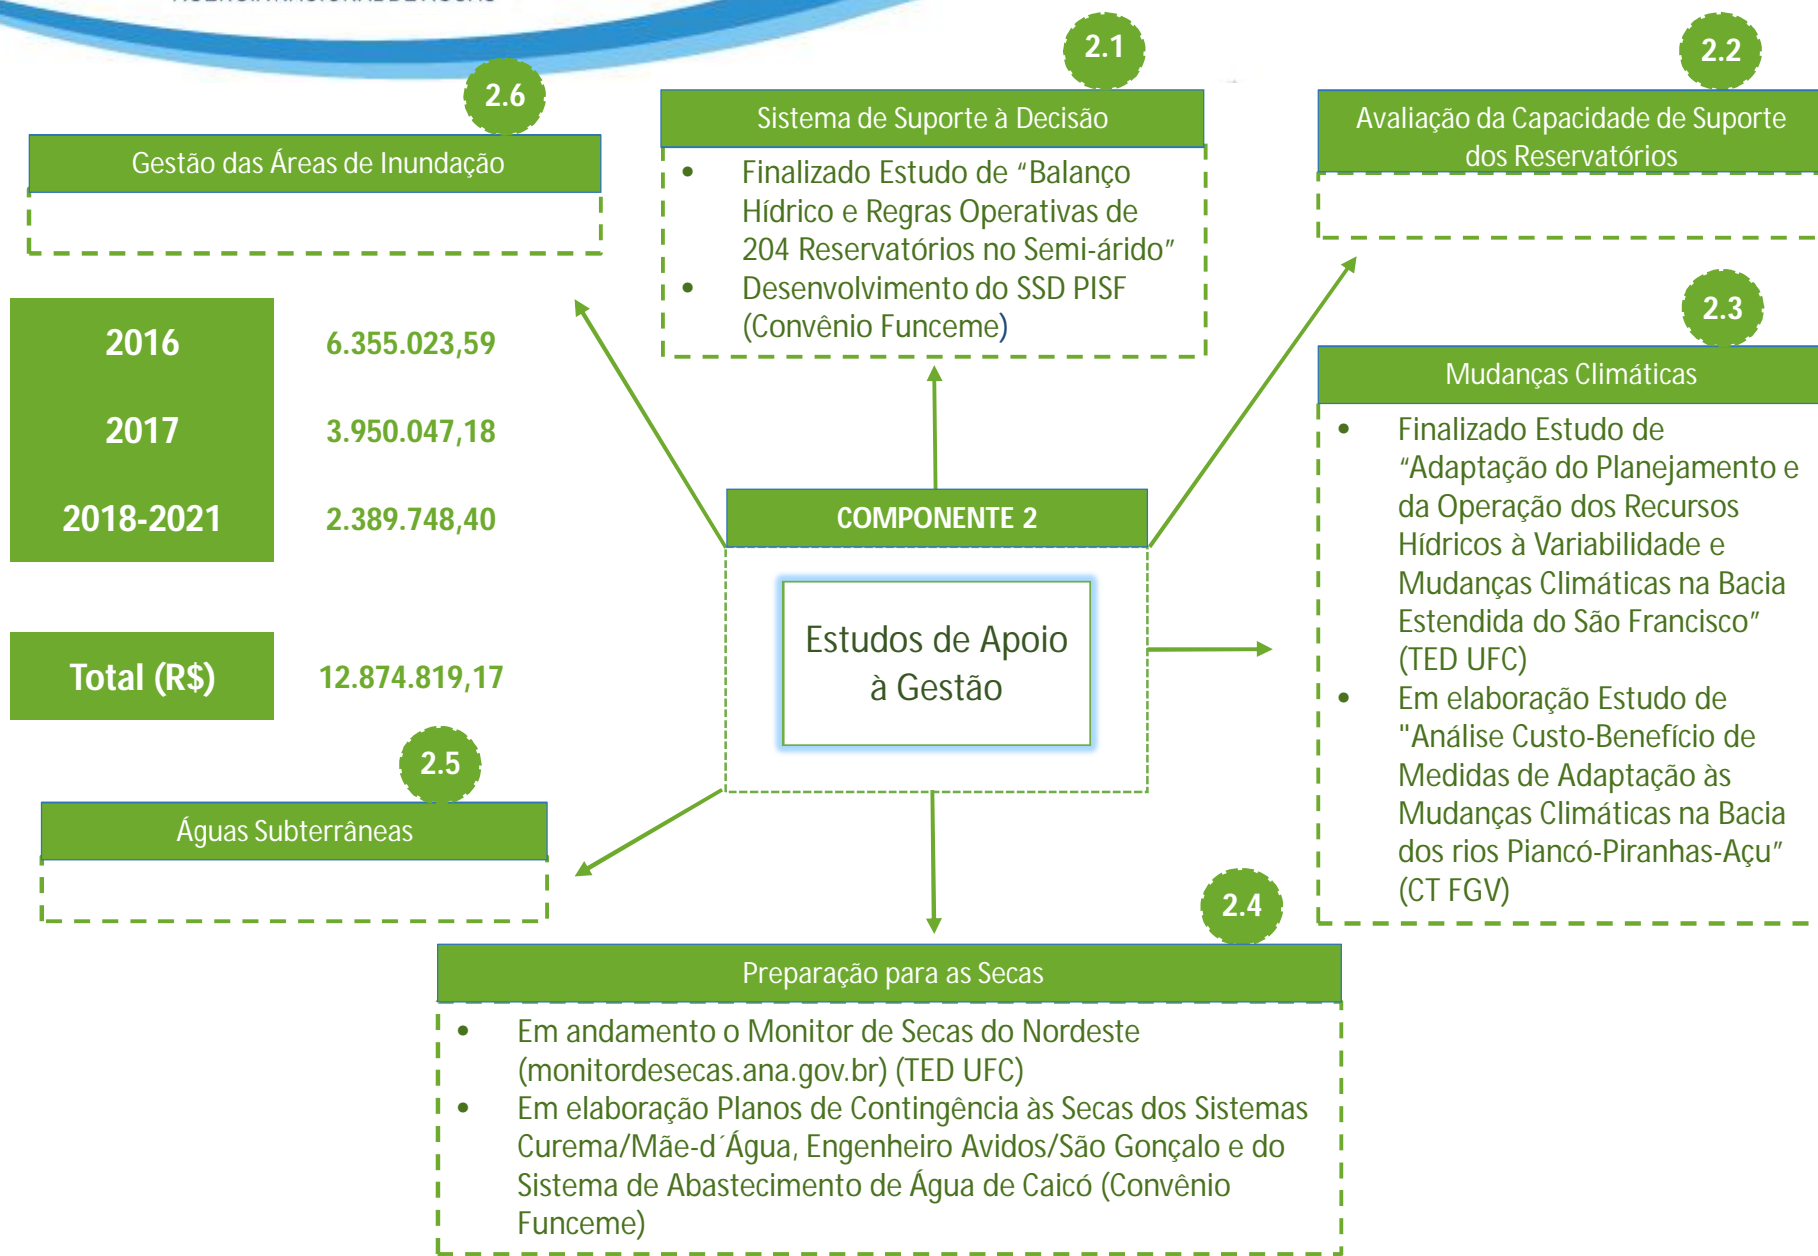 2.1
Sistema de Suporte à Decisão
• Finalizado Estudo de “Balanço
Hídrico e Regras Operativas de
204 Reservatórios no Semi-árido”
• Desenvolvimento do SSD PISF
(Convênio Funceme)
2.2
Avaliação da Capacidade de Suporte
dos Reservatórios
2.6
Gestão das Áreas de Inundação
2016 6.355.023,59
2017 3.950.047,18
2018-2021 2.389.748,40
Total (R$) 12.874.819,17
COMPONENTE 2
Estudos de Apoio
à Gestão
2.3
Mudanças Climáticas
• Finalizado Estudo de
“Adaptação do Planejamento e
da Operação dos Recursos
Hídricos à Variabilidade e
Mudanças Climáticas na Bacia
Estendida do São Francisco”
(TED UFC)
• Em elaboração Estudo de
"Análise Custo-Benefício de
Medidas de Adaptação às
Mudanças Climáticas na Bacia
dos rios Piancó-Piranhas-Açu”
(CT FGV)
2.5
Águas Subterrâneas
2.4
Preparação para as Secas
• Em andamento o Monitor de Secas do Nordeste
(monitordesecas.ana.gov.br) (TED UFC)
• Em elaboração Planos de Contingência às Secas dos Sistemas
Curema/Mãe-d´Água, Engenheiro Avidos/São Gonçalo e do
Sistema de Abastecimento de Água de Caicó (Convênio
Funceme)